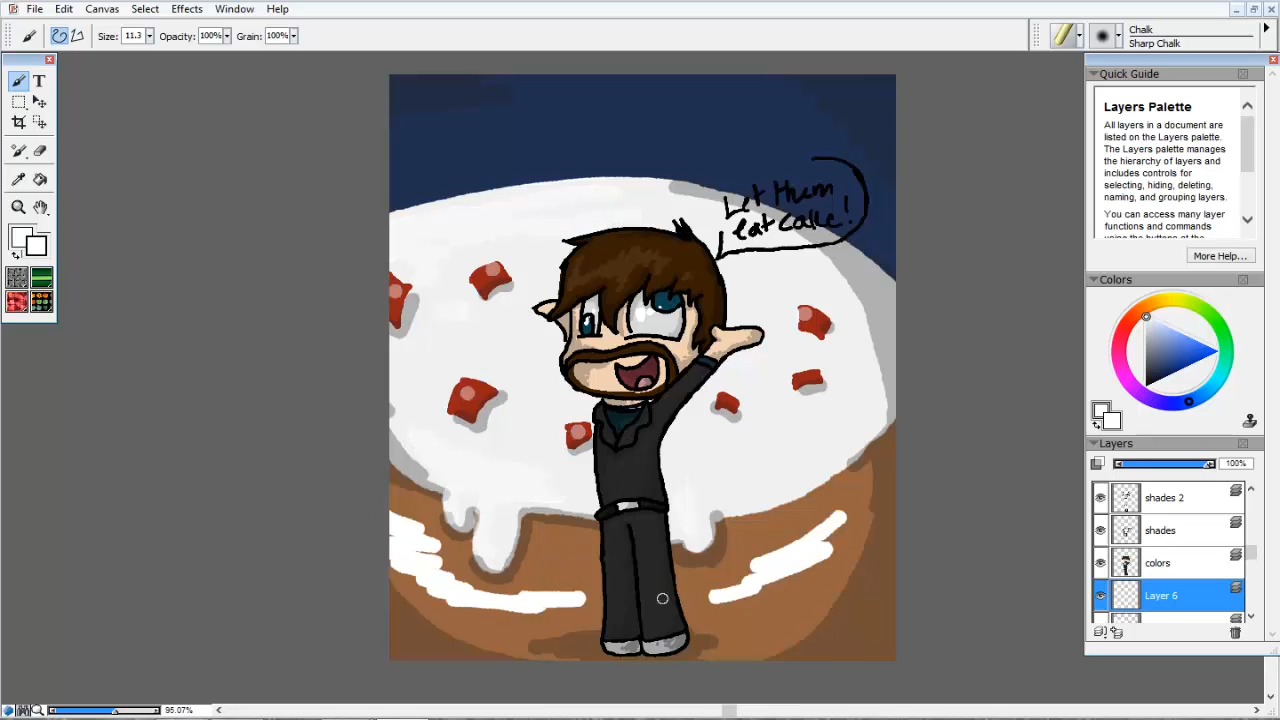 File Edit Canvas Select Effects Window Help
Size: 11.3 Opacity: 100% Grain: 100%
Chalk
Sharp Chalk
Quick Guide
Layers Palette
All layers in a document are
listed on the Layers palette.
The Layers palette manages
the hierarchy of layers and
includes controls for
selecting, hiding, deleting,
naming, and grouping layers.
You can access many layer
functions and commands
More Help...
Colors
Layers
100%
shades 2
shades
colors
Layer 6
Let them
eat cake!
95.07%